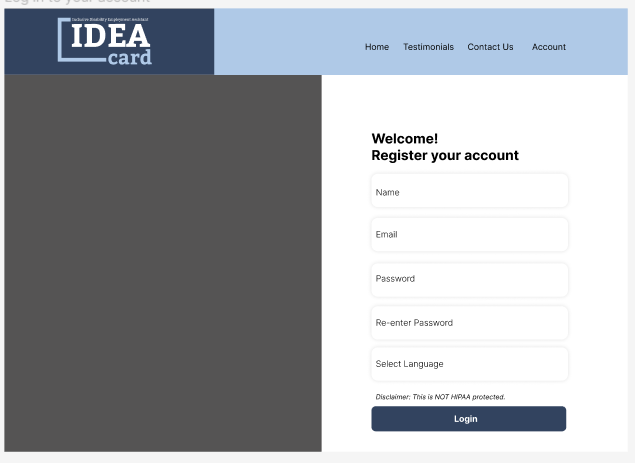 Log in to your account
Inclusive Disability Employment Assistant
IDEA
card
Home Testimonials Contact Us Account
Welcome!
Register your account
Name
Email
Password
Re-enter Password
Select Language
Disclaimer: This is NOT HIPAA protected.
Login